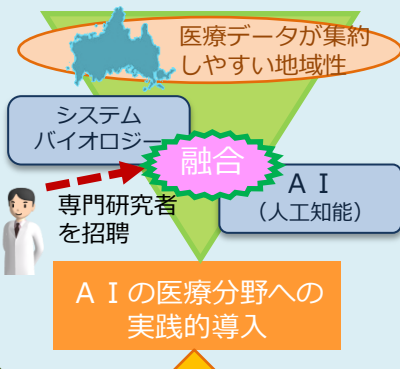 医療データが集約
しやすい地域性
システム
バイオロジー
融合
ＡＩ
（人工知能）
専門研究者
を招聘
ＡＩの医療分野への
実践的導入